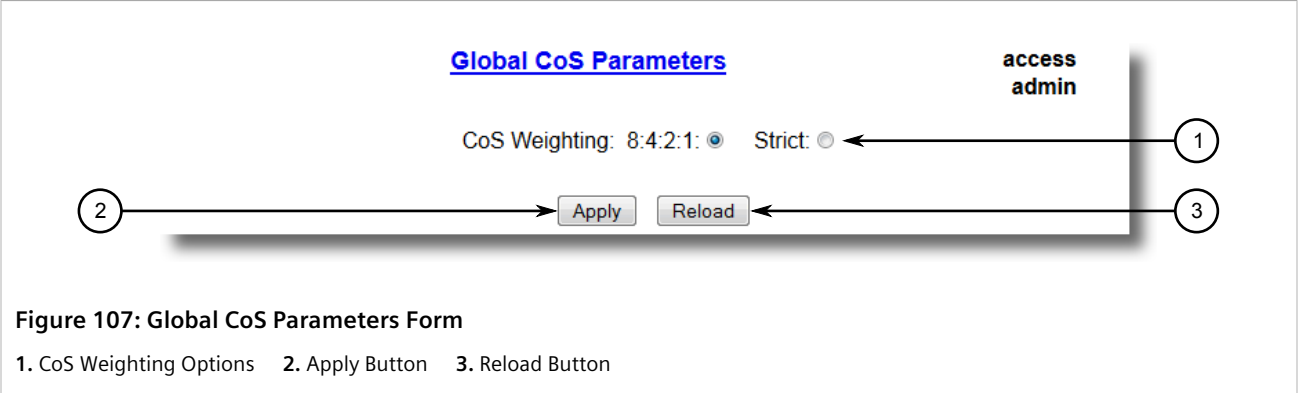 Global CoS Parameters
access
admin
CoS Weighting: 8:4:2:1: Strict:
1
2
Apply Reload
3
Figure 107: Global CoS Parameters Form
1. CoS Weighting Options 2. Apply Button 3. Reload Button